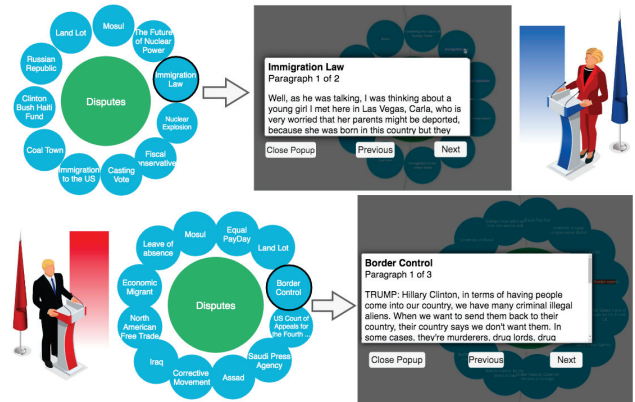 Mosul
The Future
of Nuclear
Power
Land Lot
Immigration
Law
Russian
Republic
Disputes
Clinton
Bush Haiti
Fund
Nuclear
Explosion
Coal Town
Fiscal
onservative
Immigration
to the US
Casting
Vote
Immigration Law
Paragraph 1 of 2
Well, as he was talking, I was thinking about a
young girl I met here in Las Vegas, Carla, who is
very worried that her parents might be deported,
because she was born in this country but they
Close Popup
Previous
Next
Mosul
Equal
PayDay
Leave of
absence
Land Lot
Economic
Migrant
Border
Control
Disputes
North
American
Free Trade
US Court of
Appeals for
the Fourth ...
Iraq
Saudi Press
Agency
Corrective
Movement
Assad
Border Control
Paragraph 1 of 3
TRUMP: Hillary Clinton, in terms of having people
come into our country, we have many criminal illegal
aliens. When we want to send them back to their
country, their country says we don't want them. In
some cases, they're murderers, drug lords, drug
Close Popup
Previous
Next